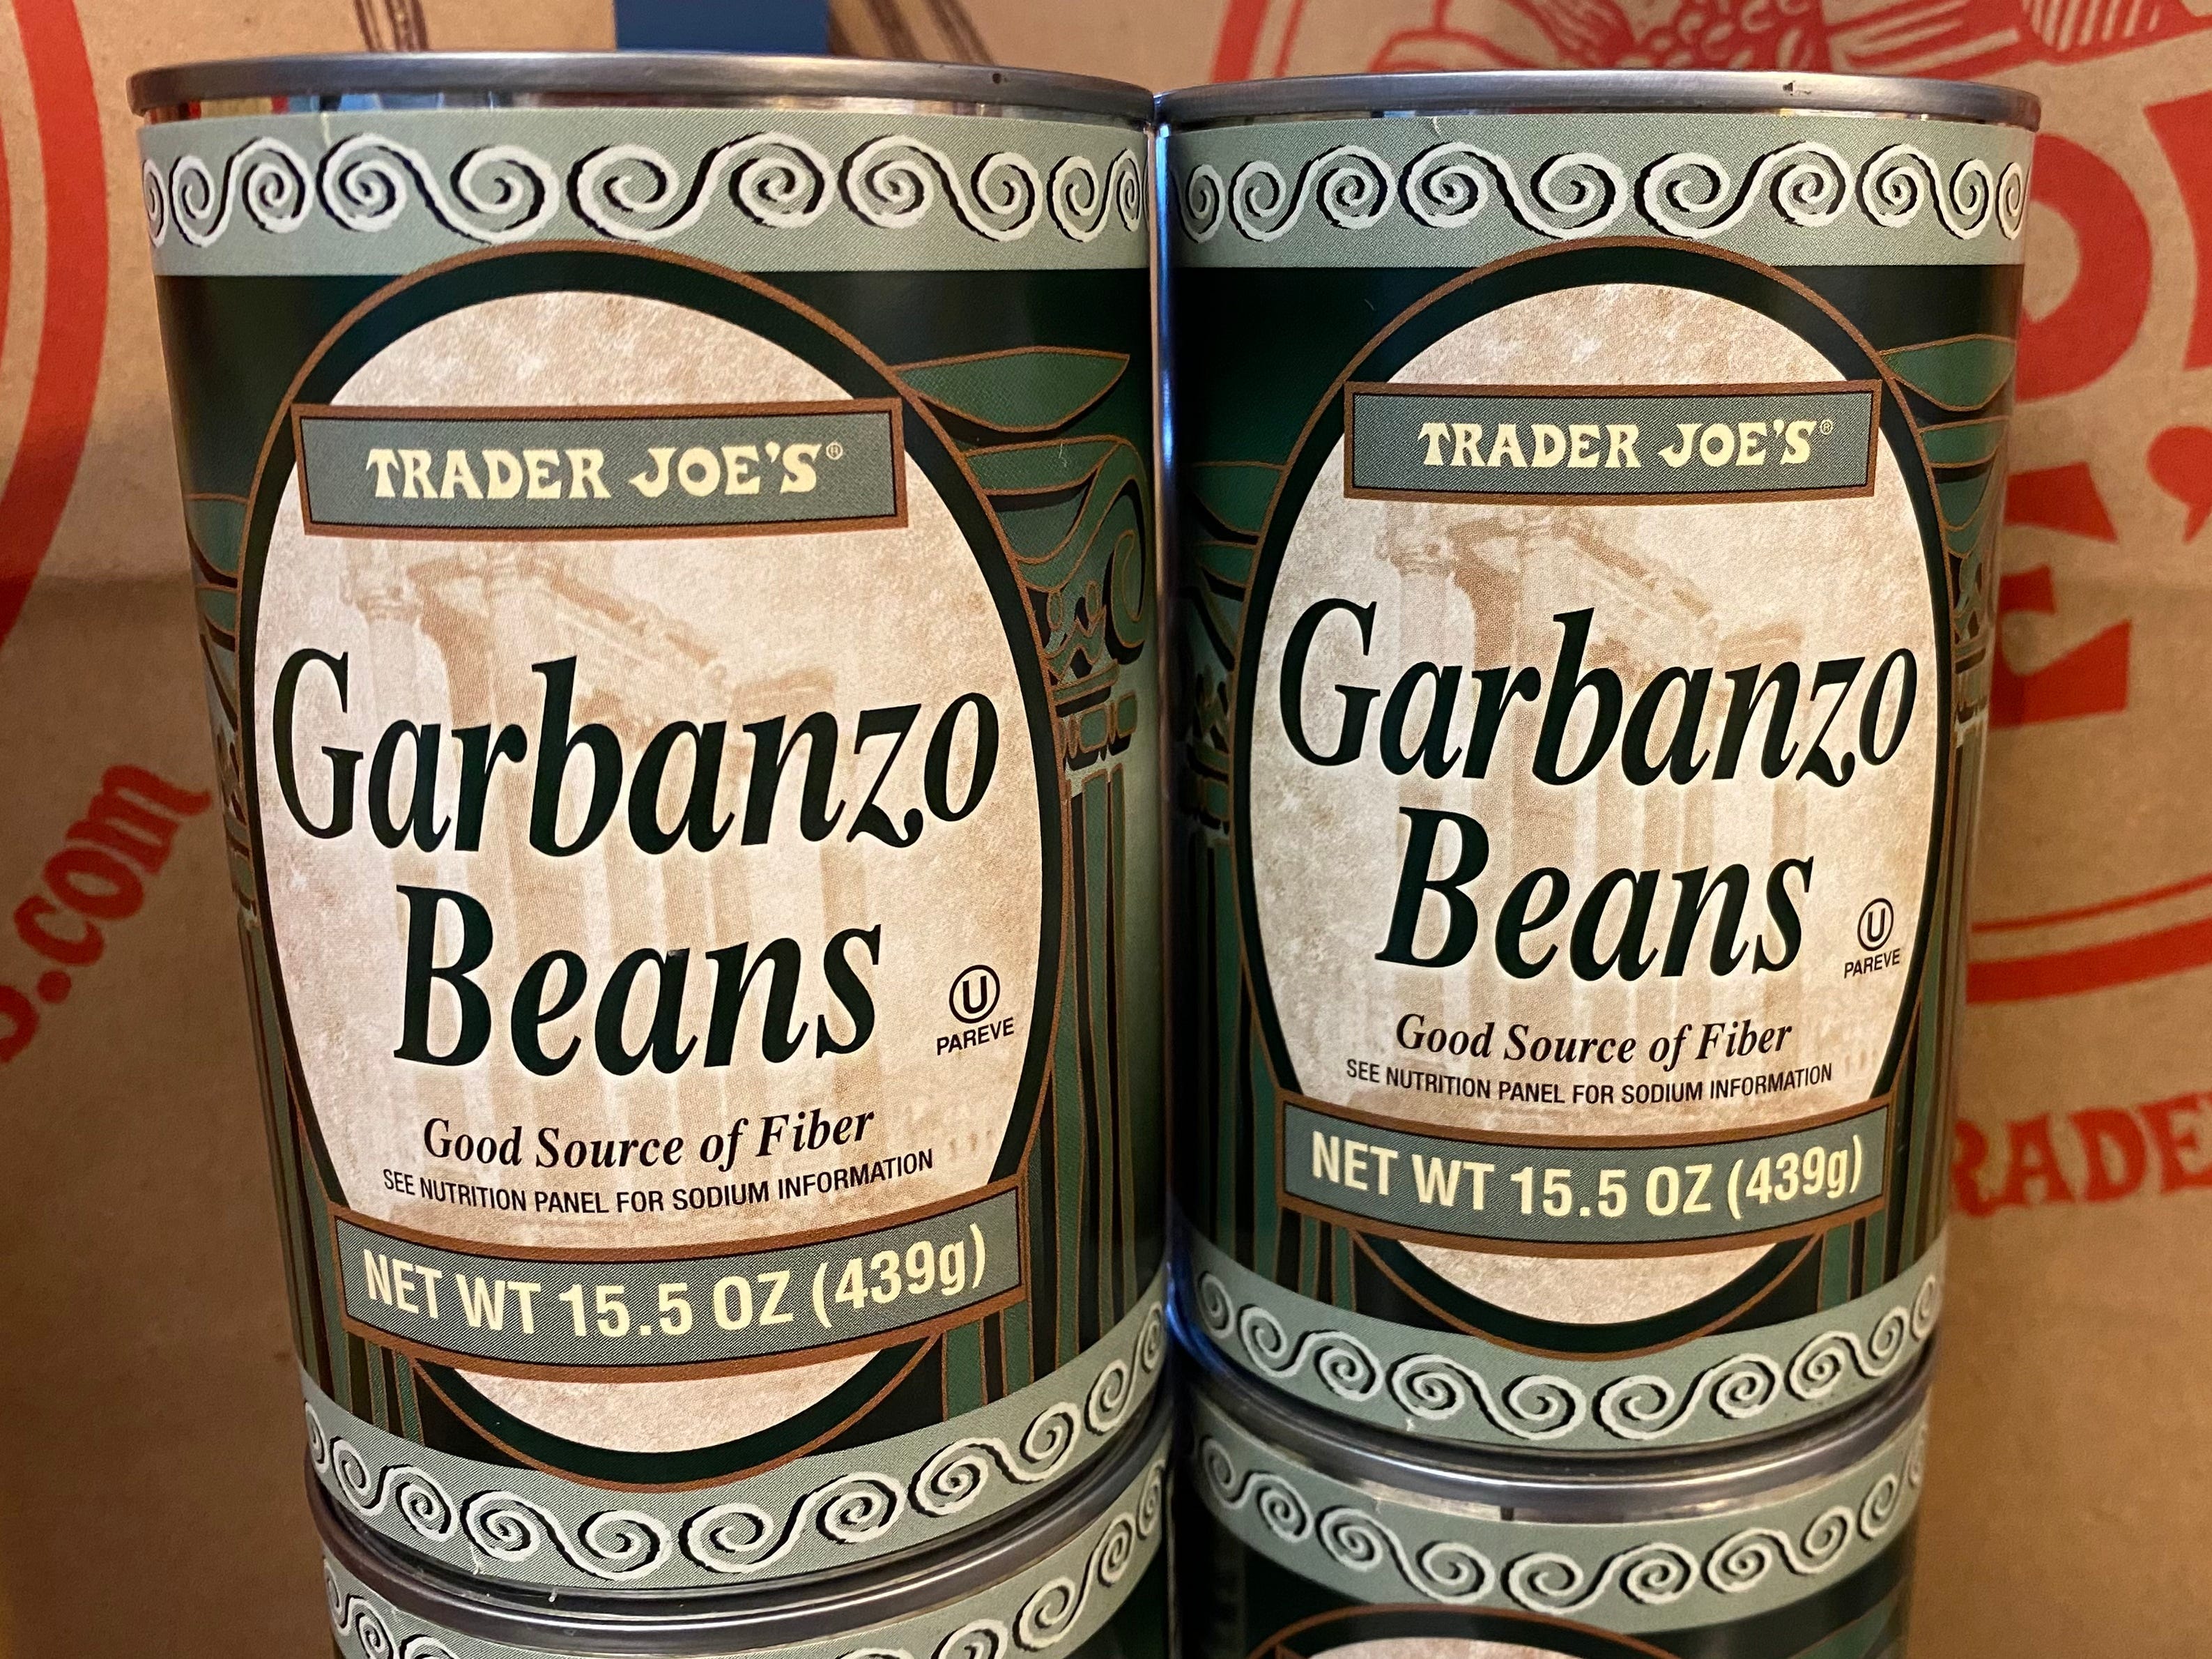 TRADER JOE'S®
Garbanzo
Beans
U
PAREVE
Good Source of Fiber
SEE NUTRITION PANEL FOR SODIUM INFORMATION
NET WT 15.5 OZ (439g)
TRADER JOE'S®
Garbanzo
Beans
U
PAREVE
Good Source of Fiber
SEE NUTRITION PANEL FOR SODIUM INFORMATION
NET WT 15.5 OZ (439g)
s.com
RADE